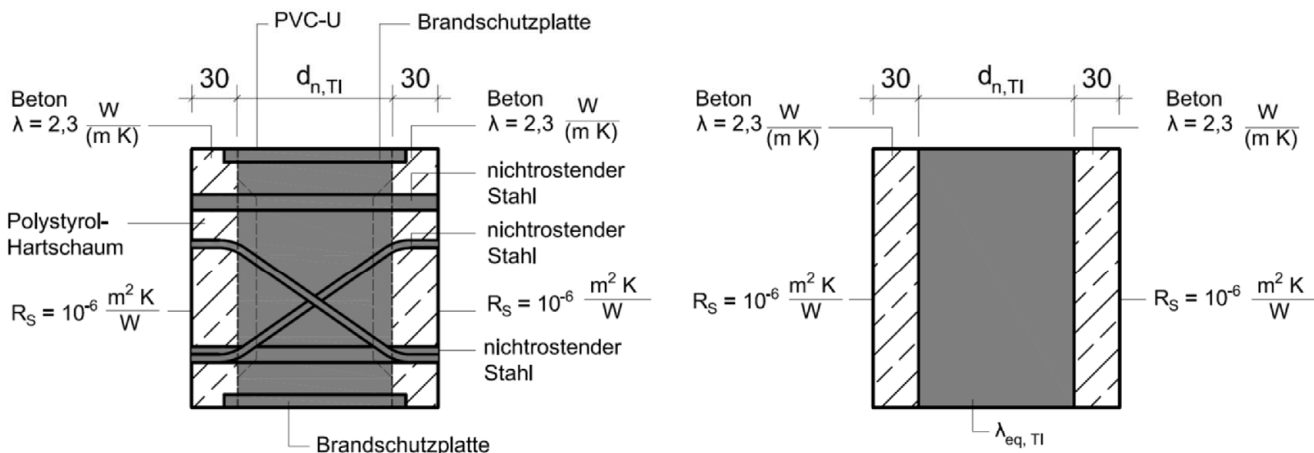 PVC-U
Brandschutzplatte
30
d_n,TI
30
Beton
λ = 2,3 W/(m K)
Beton
λ = 2,3 W/(m K)
nichtrostender
Stahl
Polystyrol-
Hartschaum
nichtrostender
Stahl
R_S = 10^-6 m² K/W
R_S = 10^-6 m² K/W
nichtrostender
Stahl
Brandschutzplatte
30
d_n,TI
30
Beton
λ = 2,3 W/(m K)
Beton
λ = 2,3 W/(m K)
R_S = 10^-6 m² K/W
R_S = 10^-6 m² K/W
λ_eq, TI